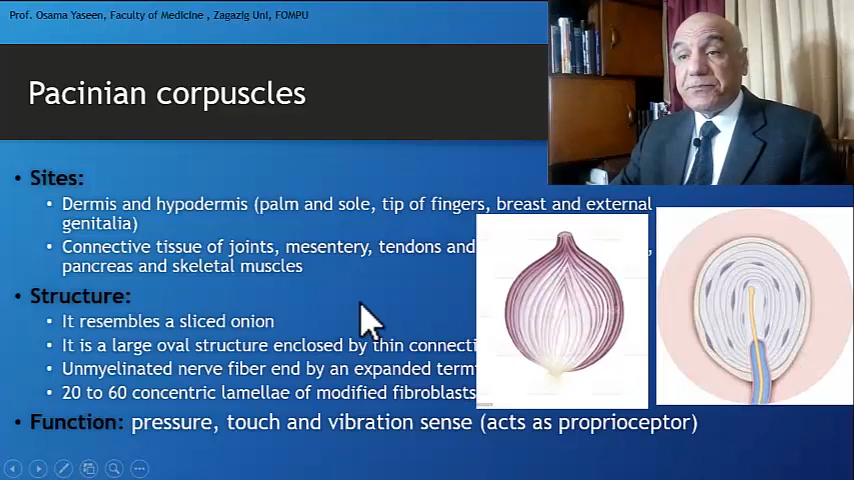 Prof. Osama Yaseen, Faculty of Medicine , Zagazig Uni, FOMPU
Pacinian corpuscles
• Sites:
• Dermis and hypodermis (palm and sole, tip of fingers, breast and external
genitalia)
• Connective tissue of joints, mesentery, tendons and
pancreas and skeletal muscles
• Structure:
• It resembles a sliced onion
• It is a large oval structure enclosed by thin
• Unmyelinated nerve fiber end by an expanded
• 20 to 60 concentric lamellae of modified fibroblasts
• Function: pressure, touch and vibration sense (acts as proprioceptor)